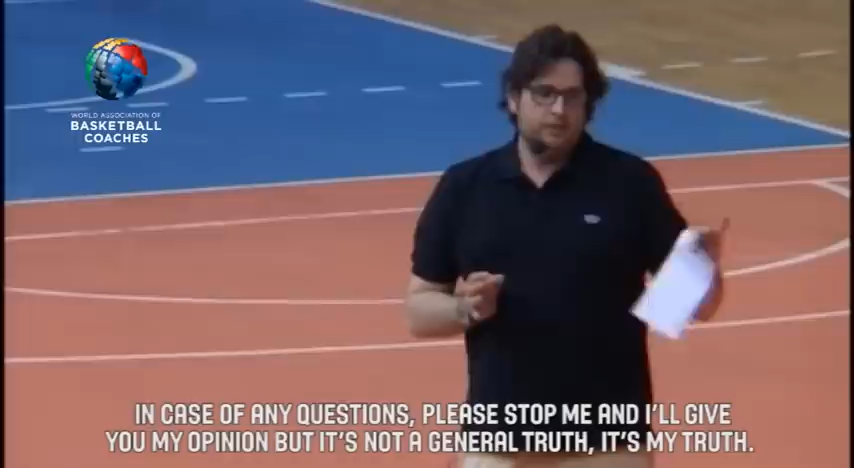 WORLD ASSOCIATION OF
BASKETBALL
COACHES
IN CASE OF ANY QUESTIONS, PLEASE STOP ME AND I'LL GIVE
YOU MY OPINION BUT IT'S NOT A GENERAL TRUTH, IT'S MY TRUTH.